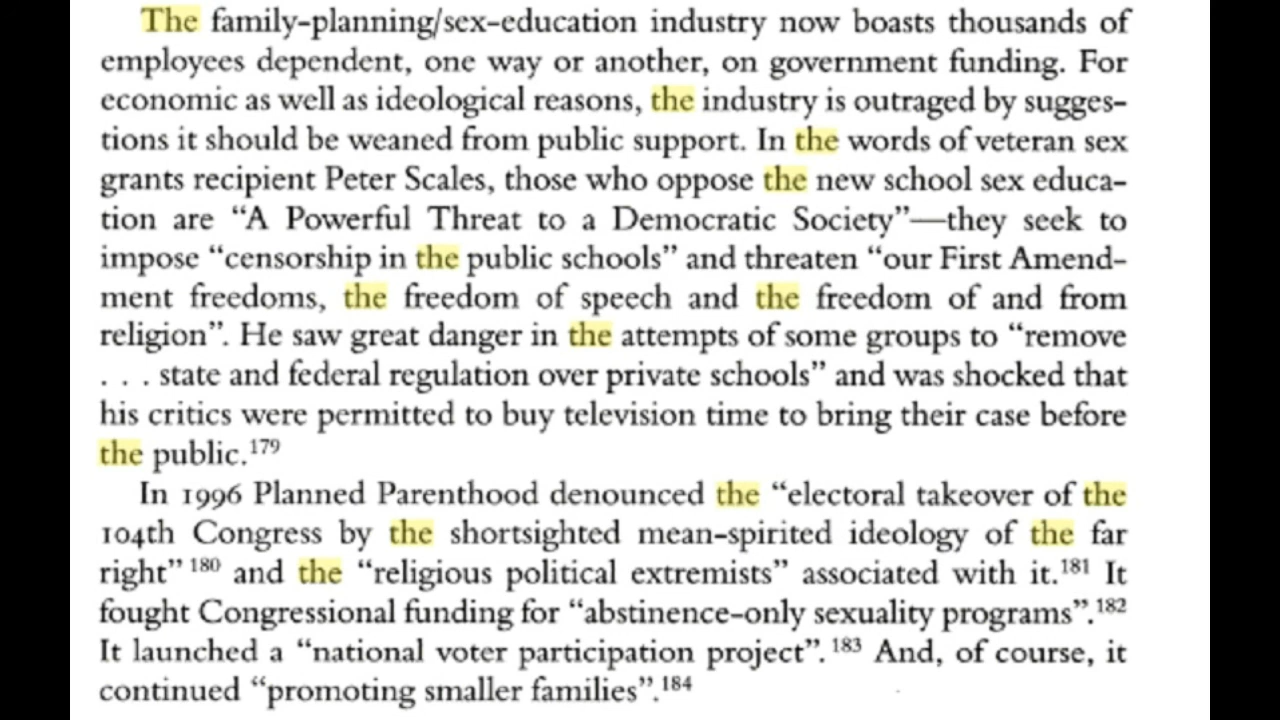 The family-planning/sex-education industry now boasts thousands of
employees dependent, one way or another, on government funding. For
economic as well as ideological reasons, the industry is outraged by sugges-
tions it should be weaned from public support. In the words of veteran sex
grants recipient Peter Scales, those who oppose the new school sex educa-
tion are “A Powerful Threat to a Democratic Society”—they seek to
impose “censorship in the public schools” and threaten “our First Amend-
ment freedoms, the freedom of speech and the freedom of and from
religion”. He saw great danger in the attempts of some groups to “remove
. . . state and federal regulation over private schools” and was shocked that
his critics were permitted to buy television time to bring their case before
the public.179
In 1996 Planned Parenthood denounced the “electoral takeover of the
104th Congress by the shortsighted mean-spirited ideology of the far
right” 180 and the “religious political extremists” associated with it.181 It
fought Congressional funding for “abstinence-only sexuality programs”.182
It launched a “national voter participation project”.183 And, of course, it
continued “promoting smaller families”.184